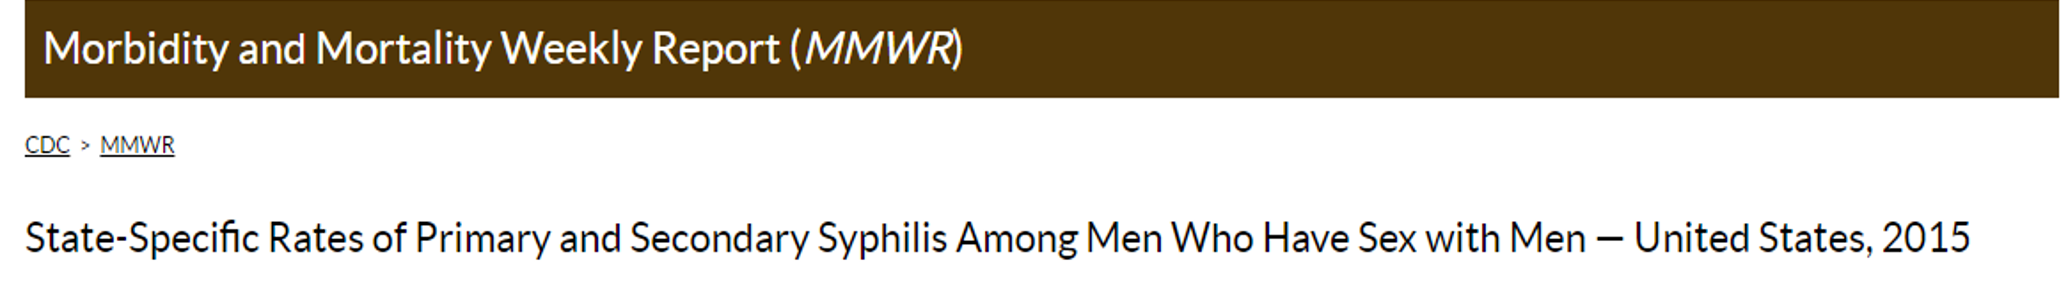 Morbidity and Mortality Weekly Report (MMWR)
CDC > MMWR
State-Specific Rates of Primary and Secondary Syphilis Among Men Who Have Sex with Men — United States, 2015